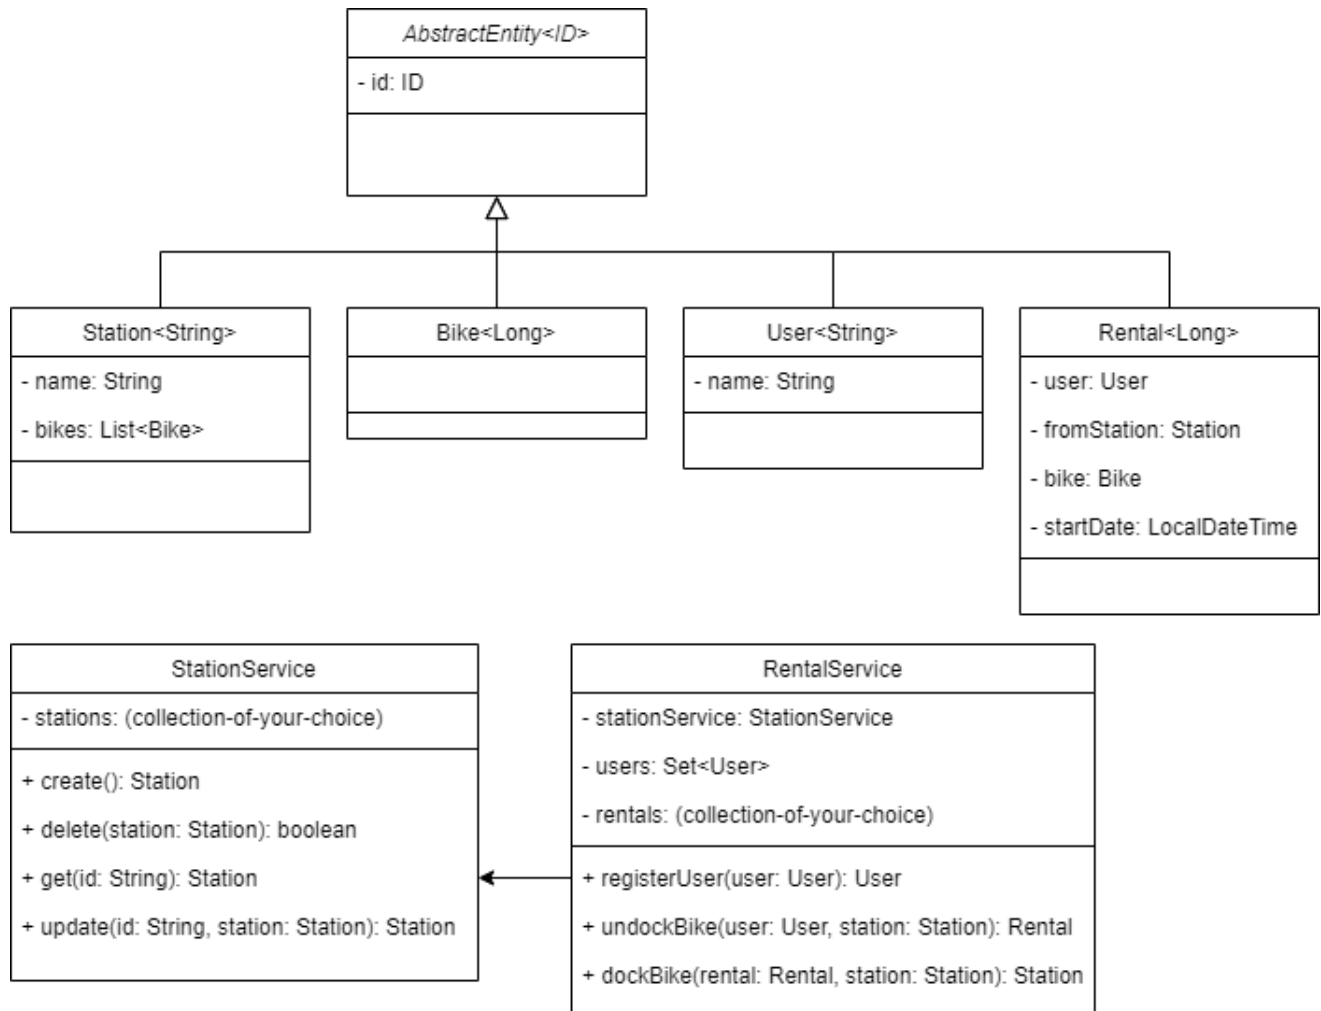 AbstractEntity<ID>
- id: ID
Station<String>
- name: String
- bikes: List<Bike>
Bike<Long>
User<String>
- name: String
Rental<Long>
- user: User
- fromStation: Station
- bike: Bike
- startDate: LocalDateTime
StationService
- stations: (collection-of-your-choice)
+ create(): Station
+ delete(station: Station): boolean
+ get(id: String): Station
+ update(id: String, station: Station): Station
RentalService
- stationService: StationService
- users: Set<User>
- rentals: (collection-of-your-choice)
+ registerUser(user: User): User
+ undockBike(user: User, station: Station): Rental
+ dockBike(rental: Rental, station: Station): Station